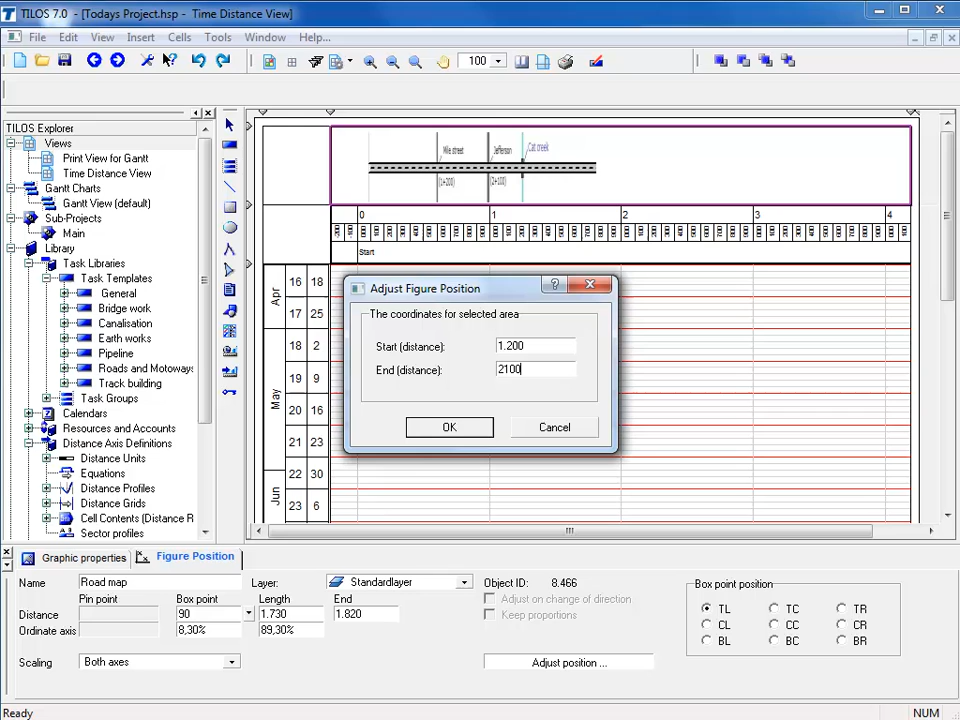 TILOS 7.0 - [Todays Project.hsp - Time Distance View]
File Edit View Insert Cells Tools Window Help...
100
TILOS Explorer
Views
Print View for Gantt
Time Distance View
Gantt Charts
Gantt View (default)
Sub-Projects
Main
Library
Task Libraries
Task Templates
General
Bridge work
Canalisation
Earth works
Pipeline
Roads and Motoways
Track building
Task Groups
Calendars
Resources and Accounts
Distance Axis Definitions
Distance Units
Equations
Distance Profiles
Distance Grids
Cell Contents (Distance R
Sector profiles
Mile street Jefferson Cat creek
(1+200) (2+100)
0 1 2 3 4
Start
Apr
16 18
17 25
May
18 2
19 9
20 16
21 23
22 30
Jun
23 6
Adjust Figure Position
The coordinates for selected area
Start (distance): 1.200
End (distance): 2100
OK Cancel
Graphic properties Figure Position
Name Road map Layer: Standardlayer Object ID: 8.466
Pin point Box point Length End
Distance 90 1.730 1.820
Ordinate axis 8,30% 89,30%
Scaling Both axes
Adjust on change of direction
Keep proportions
Adjust position ...
Box point position
TL TC TR
CL CC CR
BL BC BR
Ready NUM